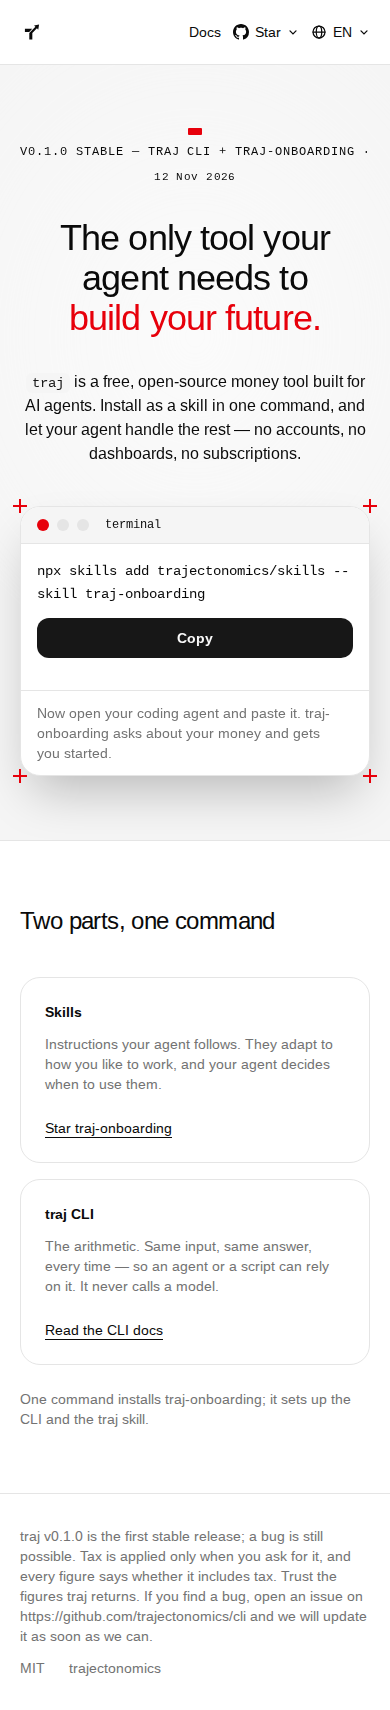 Docs Star EN
V0.1.0 STABLE — TRAJ CLI + TRAJ-ONBOARDING ·
12 Nov 2026
The only tool your
agent needs to
build your future.
traj is a free, open-source money tool built for
AI agents. Install as a skill in one command, and
let your agent handle the rest — no accounts, no
dashboards, no subscriptions.
terminal
npx skills add trajectonomics/skills --
skill traj-onboarding
Copy
Now open your coding agent and paste it. traj-
onboarding asks about your money and gets
you started.
Two parts, one command
Skills
Instructions your agent follows. They adapt to
how you like to work, and your agent decides
when to use them.
Star traj-onboarding
traj CLI
The arithmetic. Same input, same answer,
every time — so an agent or a script can rely
on it. It never calls a model.
Read the CLI docs
One command installs traj-onboarding; it sets up the
CLI and the traj skill.
traj v0.1.0 is the first stable release; a bug is still
possible. Tax is applied only when you ask for it, and
every figure says whether it includes tax. Trust the
figures traj returns. If you find a bug, open an issue on
https://github.com/trajectonomics/cli and we will update
it as soon as we can.
MIT trajectonomics